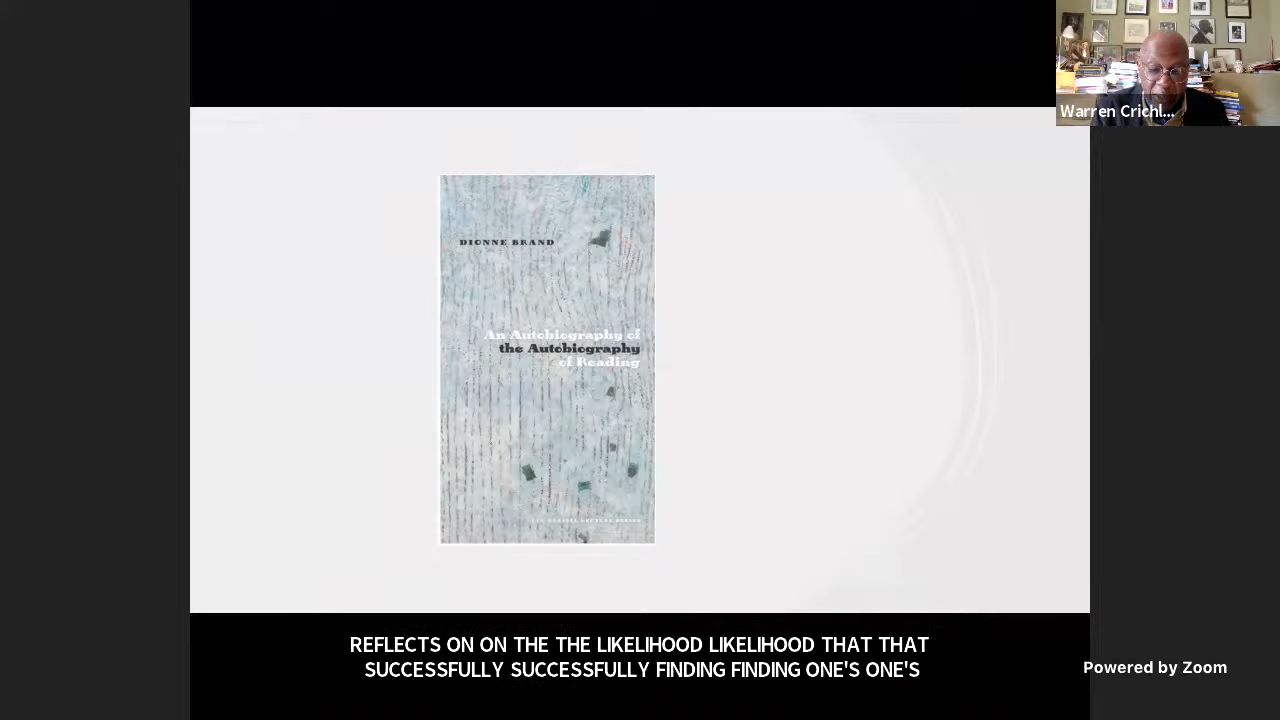 Warren Crichl...
DIONNE BRAND
An Autobiography of
the Autobiography
of Reading
REFLECTS ON ON THE THE LIKELIHOOD LIKELIHOOD THAT THAT
SUCCESSFULLY SUCCESSFULLY FINDING FINDING ONE'S ONE'S
Powered by Zoom